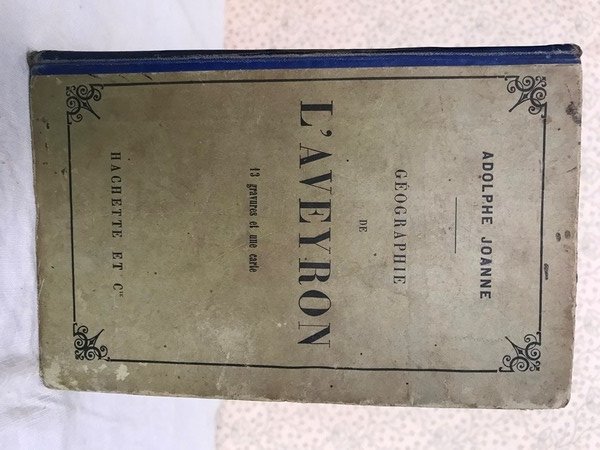 ADOLPHE JOANNE
GÉOGRAPHIE
DE
L'AVEYRON
13 gravures et une carte
HACHETTE ET Cie